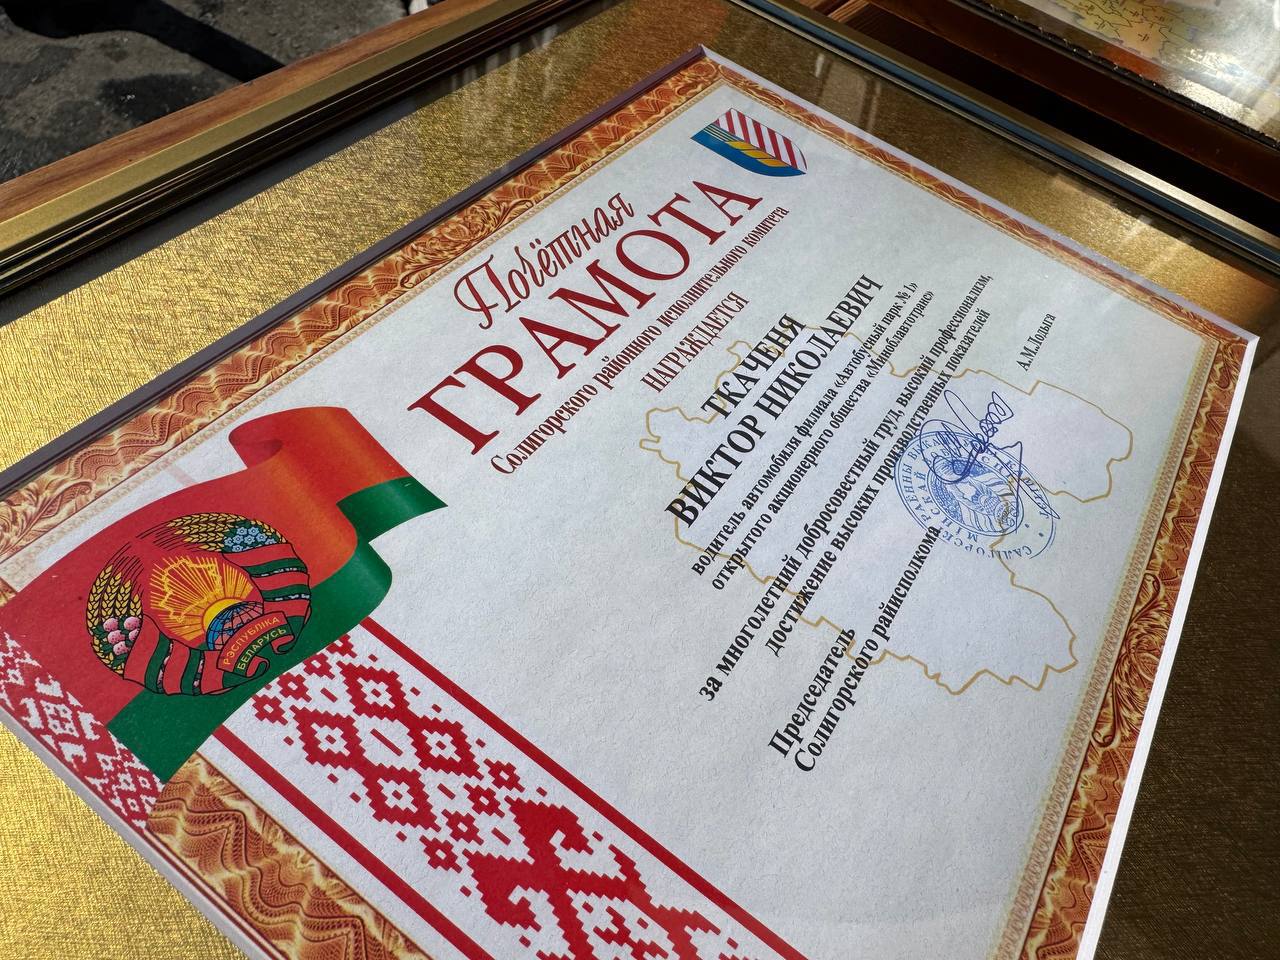 Почётная
ГРАМОТА
Солигорского районного исполнительного комитета
НАГРАЖДАЕТСЯ
ТКАЧЕНЯ
ВИКТОР НИКОЛАЕВИЧ
водитель автомобиля филиала «Автобусный парк № 1»
открытого акционерного общества «Миноблавтотранс»
за многолетний добросовестный труд, высокий профессионализм,
достижение высоких производственных показателей
Председатель
Солигорского райисполкома
А.М.Лольга
РЭСПУБЛІКА
БЕЛАРУСЬ